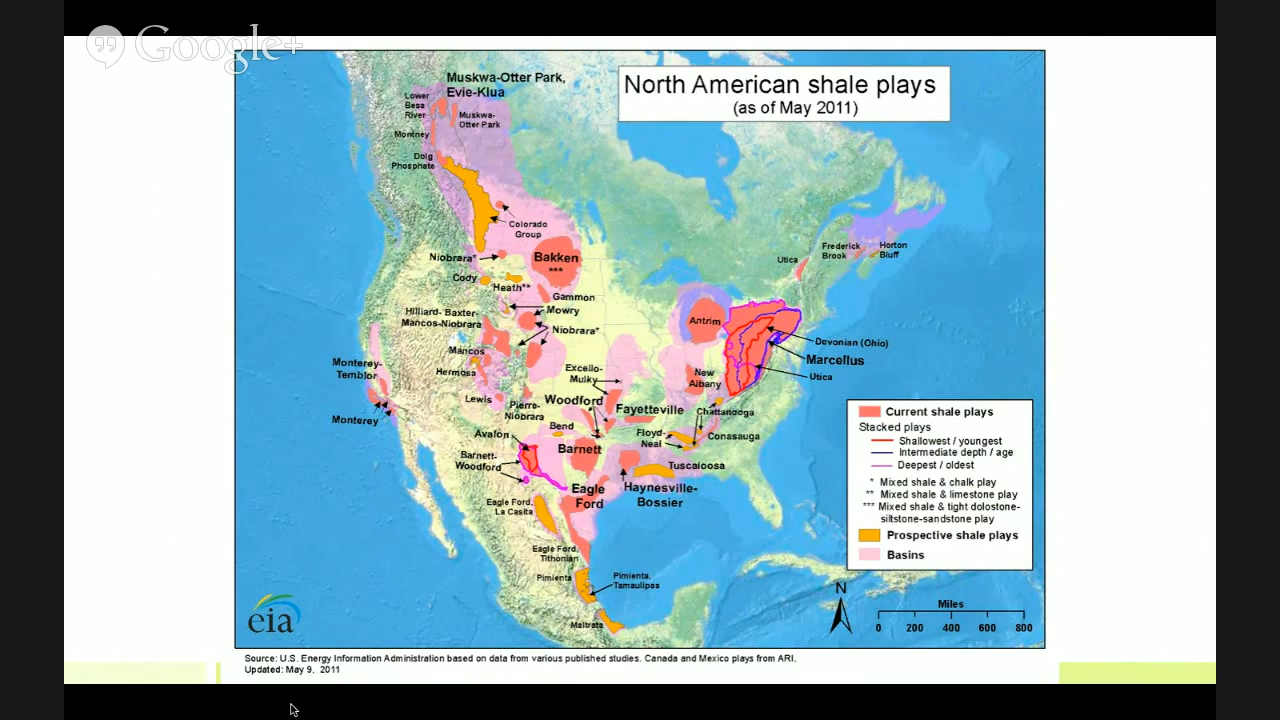 Google+
North American shale plays
(as of May 2011)
Muskwa-Otter Park,
Evie-Klua
Lower
Besa
River
Muskwa-
Otter Park
Montney
Doig
Phosphate
Colorado
Group
Niobrara*
Bakken
***
Cody
Heath**
Gammon
Mowry
Hilliard- Baxter-
Mancos-Niobrara
Niobrara*
Mancos
Hermosa
Monterey-
Temblor
Monterey
Lewis
Pierre-
Niobrara
Excello-
Mulky
Woodford
Fayetteville
New
Albany
Antrim
Utica
Frederick
Brook
Horton
Bluff
Devonian (Ohio)
Marcellus
Utica
Chattanooga
Conasauga
Floyd-
Neal
Tuscaloosa
Bend
Avalon
Barnett
Barnett-
Woodford
Eagle
Ford
Haynesville-
Bossier
Eagle Ford,
La Casita
Eagle Ford,
Tithonian
Pimienta
Pimienta,
Tamaulipas
Maltrata
Current shale plays
Stacked plays
Shallowest / youngest
Intermediate depth / age
Deepest / oldest
* Mixed shale & chalk play
** Mixed shale & limestone play
*** Mixed shale & tight dolostone-
siltstone-sandstone play
Prospective shale plays
Basins
N
Miles
0 200 400 600 800
eia
Source: U.S. Energy Information Administration based on data from various published studies. Canada and Mexico plays from ARI.
Updated: May 9, 2011